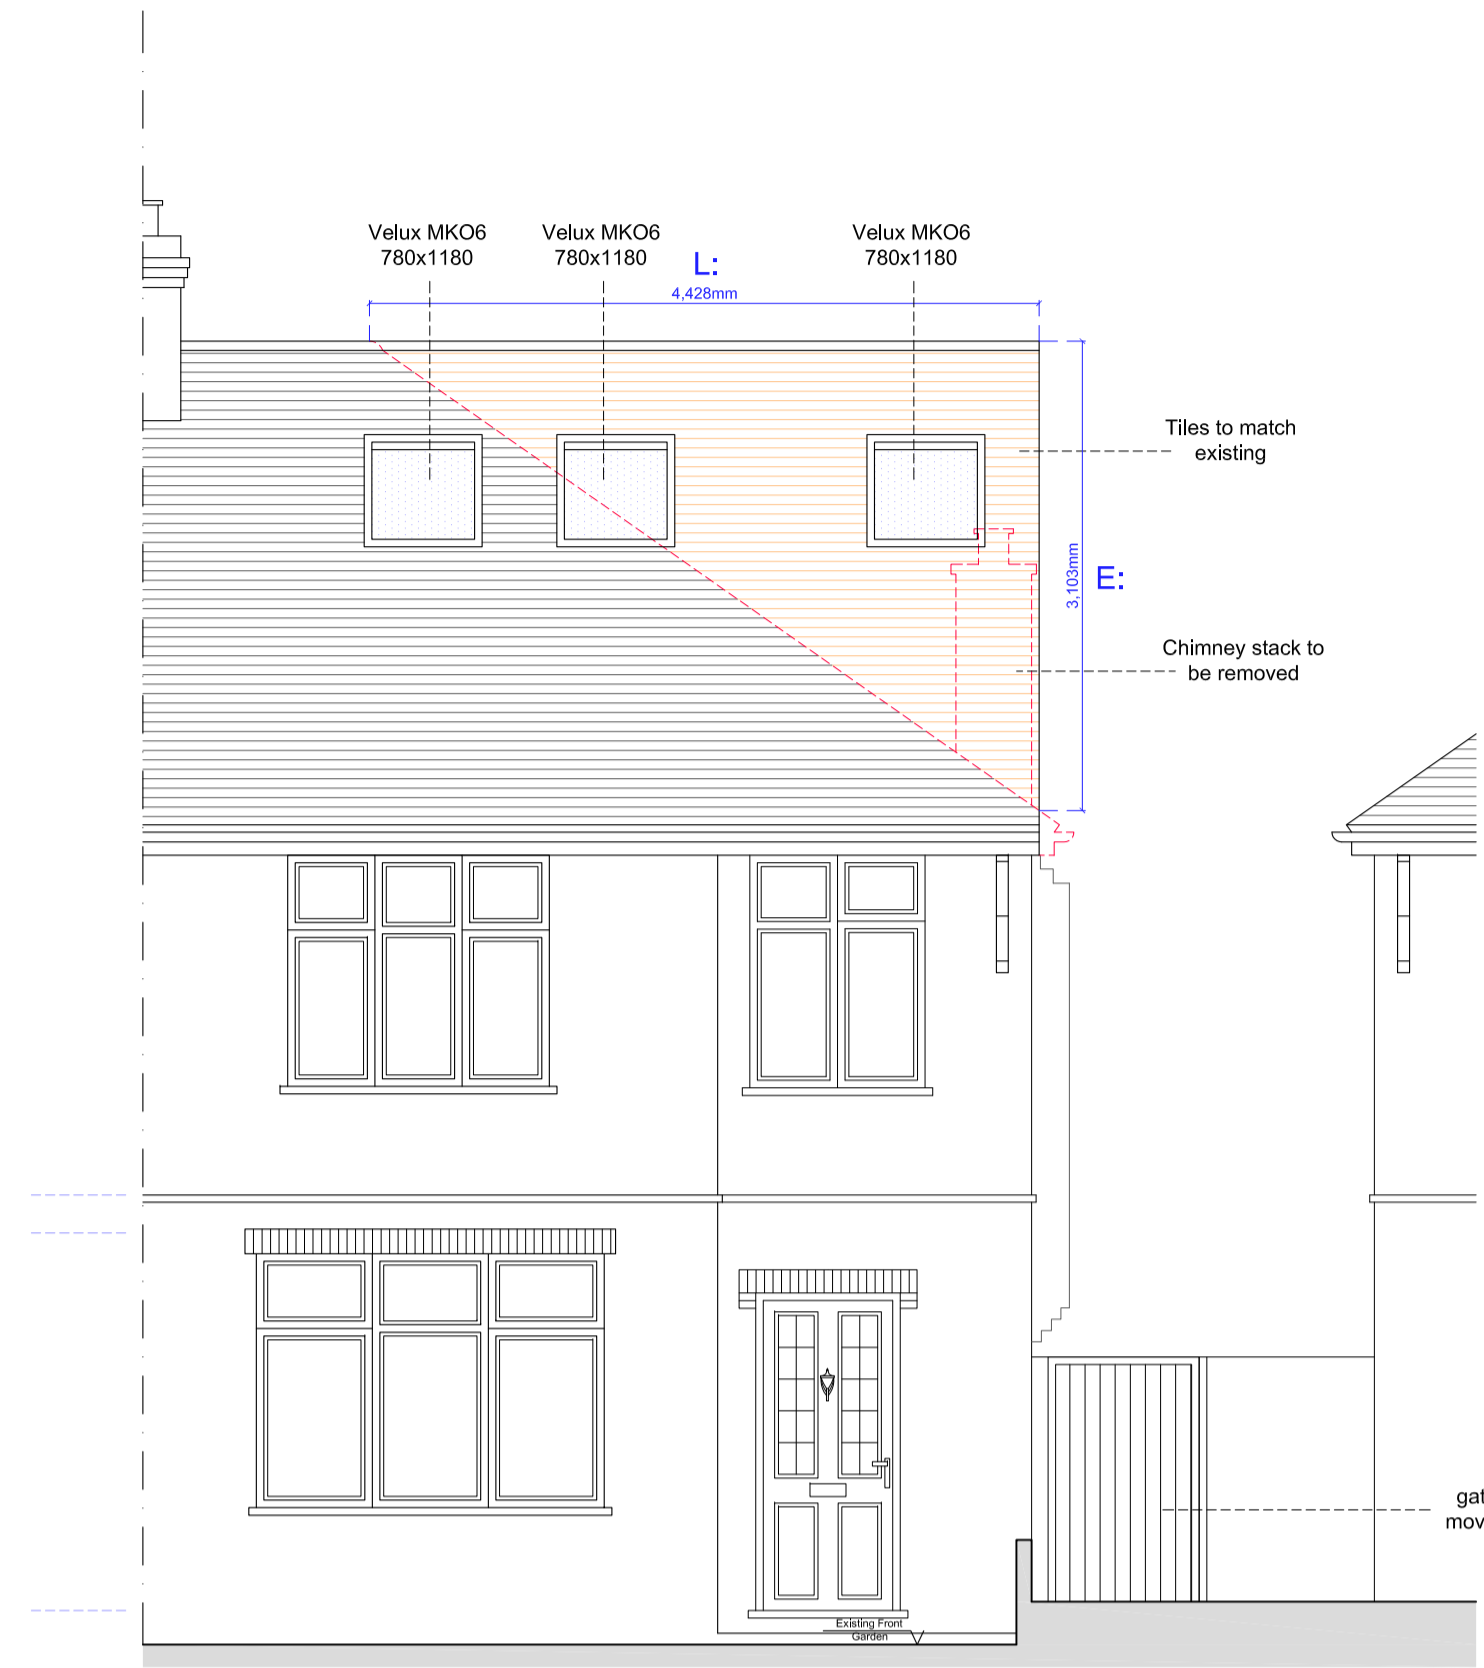 Velux MKO6
780x1180
Velux MKO6
780x1180
Velux MKO6
780x1180
L:
4,428mm
Tiles to match
existing
3,103mm
E:
Chimney stack to
be removed
gat
mov
Existing Front
Garden